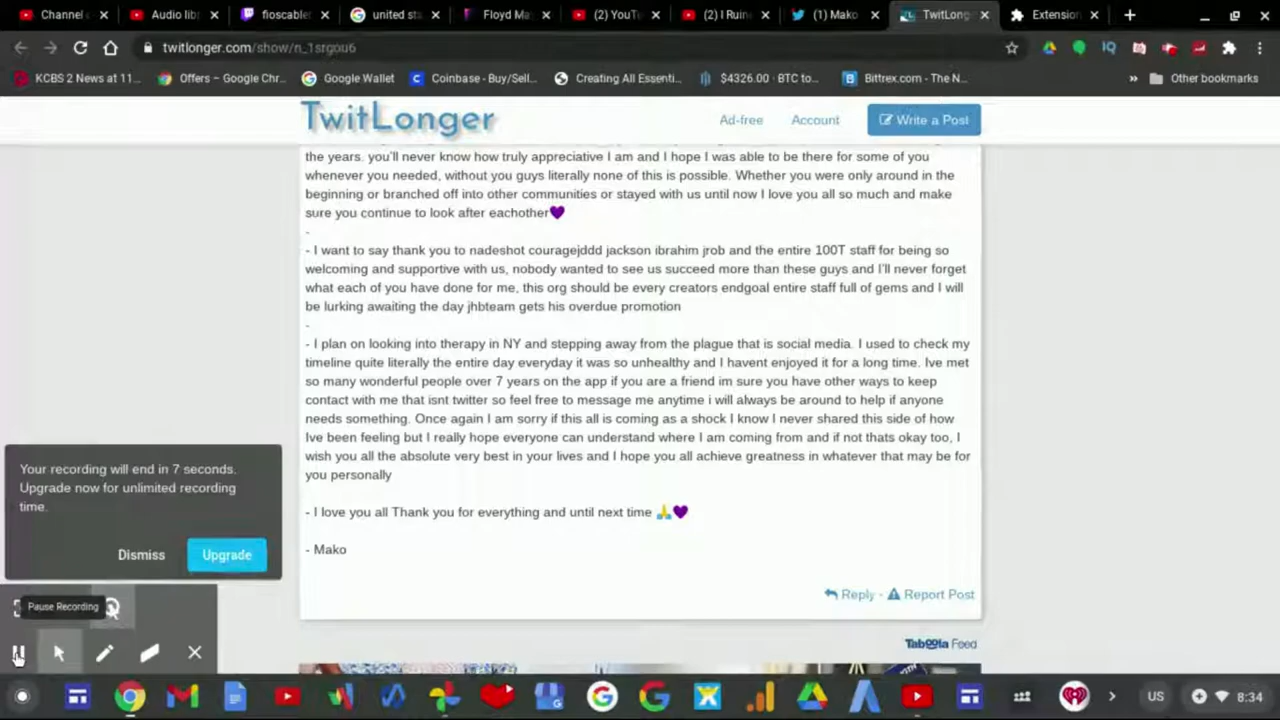 Channel c
Audio libr
fioscables
united sta
Floyd Ma
(2) YouT
(2) I Ruine
(1) Mako
TwitLong
Extension
twitlonger.com/show/n_1srgou6
KCBS 2 News at 11...
Offers – Google Chr...
Google Wallet
Coinbase - Buy/Sell...
Creating All Essenti...
$4326.00 · BTC to...
Bittrex.com - The N...
Other bookmarks
TwitLonger
Ad-free
Account
Write a Post
the years. you'll never know how truly appreciative I am and I hope I was able to be there for some of you
whenever you needed, without you guys literally none of this is possible. Whether you were only around in the
beginning or branched off into other communities or stayed with us until now I love you all so much and make
sure you continue to look after eachother💜
-
- I want to say thank you to nadeshot couragejddd jackson ibrahim jrob and the entire 100T staff for being so
welcoming and supportive with us, nobody wanted to see us succeed more than these guys and I'll never forget
what each of you have done for me, this org should be every creators endgoal entire staff full of gems and I will
be lurking awaiting the day jhbteam gets his overdue promotion
-
- I plan on looking into therapy in NY and stepping away from the plague that is social media. I used to check my
timeline quite literally the entire day everyday it was so unhealthy and I havent enjoyed it for a long time. Ive met
so many wonderful people over 7 years on the app if you are a friend im sure you have other ways to keep
contact with me that isnt twitter so feel free to message me anytime i will always be around to help if anyone
needs something. Once again I am sorry if this all is coming as a shock I know I never shared this side of how
Ive been feeling but I really hope everyone can understand where I am coming from and if not thats okay too, I
wish you all the absolute very best in your lives and I hope you all achieve greatness in whatever that may be for
you personally
- I love you all Thank you for everything and until next time 🙏💜
- Mako
Reply - Report Post
Taboola Feed
Your recording will end in 7 seconds.
Upgrade now for unlimited recording
time.
Dismiss
Upgrade
Pause Recording
US
8:34